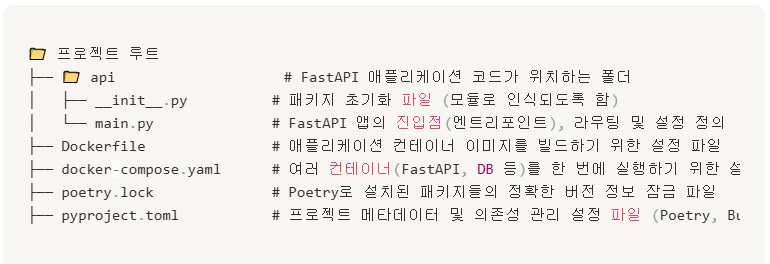 📂 프로젝트 루트
├── 📂 api                    # FastAPI 애플리케이션 코드가 위치하는 폴더
│   ├── __init__.py          # 패키지 초기화 파일 (모듈로 인식되도록 함)
│   └── main.py              # FastAPI 앱의 진입점(엔트리포인트), 라우팅 및 설정 정의
├── Dockerfile               # 애플리케이션 컨테이너 이미지를 빌드하기 위한 설정 파일
├── docker-compose.yaml      # 여러 컨테이너(FastAPI, DB 등)를 한 번에 실행하기 위한 설
├── poetry.lock              # Poetry로 설치된 패키지들의 정확한 버전 정보 잠금 파일
├── pyproject.toml           # 프로젝트 메타데이터 및 의존성 관리 설정 파일 (Poetry, Bu